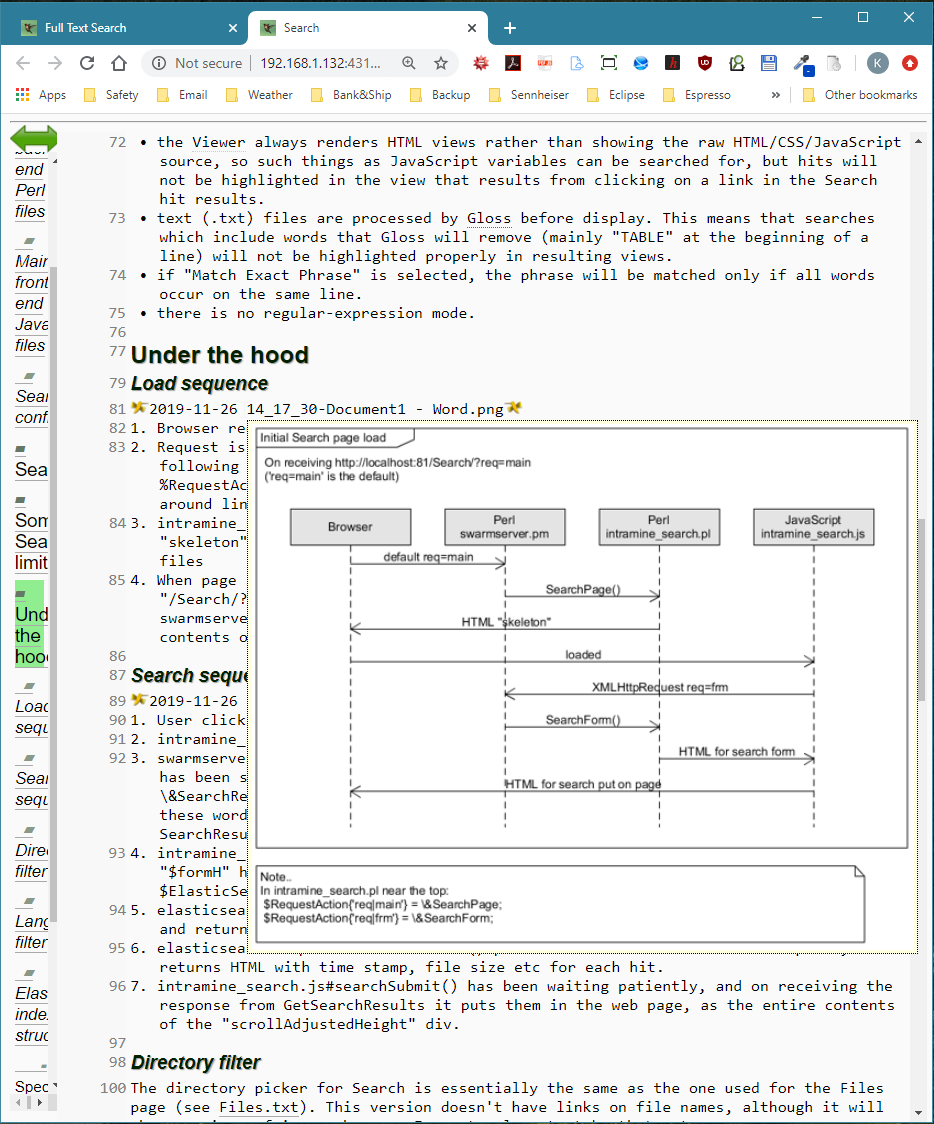 Full Text Search
Search
Not secure
192.168.1.132:431...
Apps
Safety
Email
Weather
Bank&Ship
Backup
Sennheiser
Eclipse
Espresso
»
Other bookmarks
K
end
Perl
files
Main
front
end
Java
files
Sear
conf
Sea
Som
Sea
limit
Und
the
hoo
Load
sequ
Sear
sequ
Dire
filter
Lang
filter
Elas
inde
struc
Spec
72 • the Viewer always renders HTML views rather than showing the raw HTML/CSS/JavaScript
source, so such things as JavaScript variables can be searched for, but hits will
not be highlighted in the view that results from clicking on a link in the Search
hit results.
73 • text (.txt) files are processed by Gloss before display. This means that searches
which include words that Gloss will remove (mainly "TABLE" at the beginning of a
line) will not be highlighted properly in resulting views.
74 • if "Match Exact Phrase" is selected, the phrase will be matched only if all words
occur on the same line.
75 • there is no regular-expression mode.
76
77 Under the hood
79 Load sequence
81 2019-11-26 14_17_30-Document1 - Word.png
82 1. Browser re
83 2. Request is
following
%RequestAc
around lin
84 3. intramine_
"skeleton"
files
85 4. When page
"/Search/?
swarmserve
contents o
86
87 Search seque
89 2019-11-26
90 1. User click
91 2. intramine_
92 3. swarmserve
has been s
\&SearchRe
these word
SearchResu
93 4. intramine_
"$formH" h
$ElasticSe
94 5. elasticsea
and return
95 6. elasticsea
returns HTML with time stamp, file size etc for each hit.
96 7. intramine_search.js#searchSubmit() has been waiting patiently, and on receiving the
response from GetSearchResults it puts them in the web page, as the entire contents
of the "scrollAdjustedHeight" div.
97
98 Directory filter
100 The directory picker for Search is essentially the same as the one used for the Files
page (see Files.txt). This version doesn't have links on file names, although it will
Initial Search page load
On receiving http://localhost:81/Search/?req=main
('req=main' is the default)
Browser
Perl
swarmserver.pm
Perl
intramine_search.pl
JavaScript
intramine_search.js
default req=main
SearchPage()
HTML "skeleton"
loaded
XMLHttpRequest req=frm
SearchForm()
HTML for search form
HTML for search put on page
Note..
In intramine_search.pl near the top:
$RequestAction{'req|main'} = \&SearchPage;
$RequestAction{'req|frm'} = \&SearchForm;